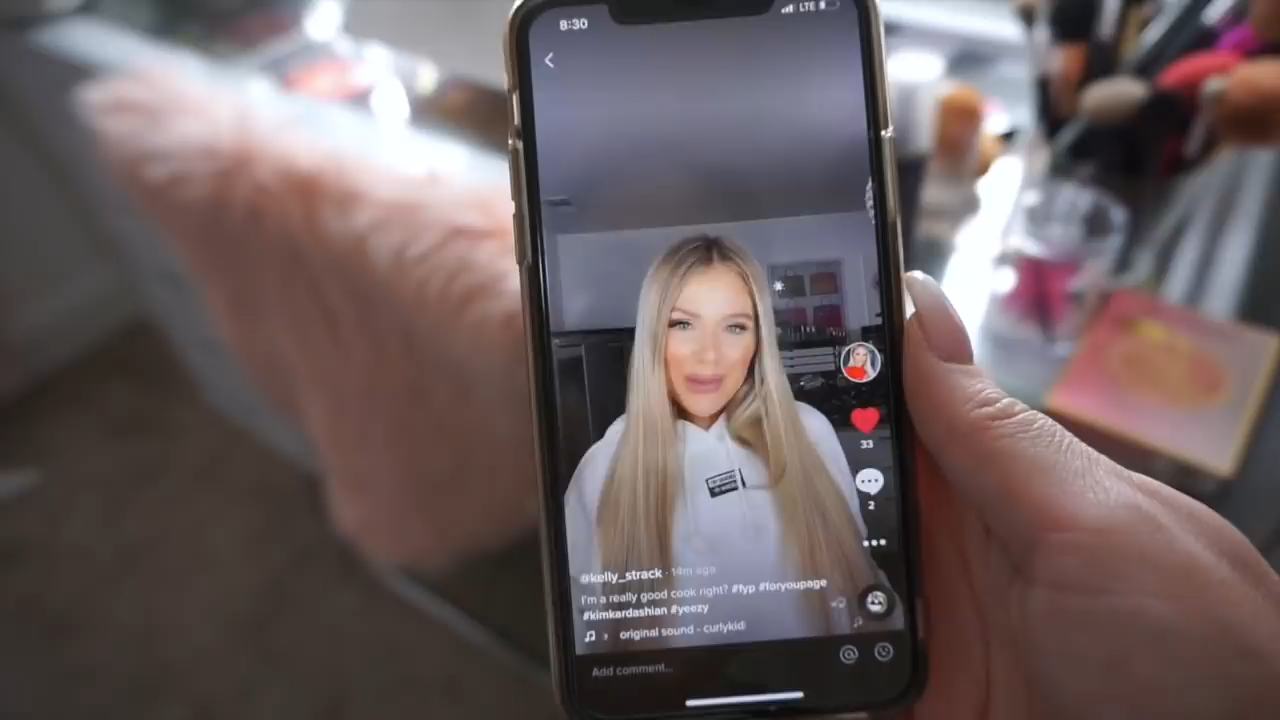 8:30
LTE
33
2
@kelly_strack · 14m ago
I'm a really good cook right? #fyp #foryoupage
#kimkardashian #yeezy
original sound - curlykid
Add comment...